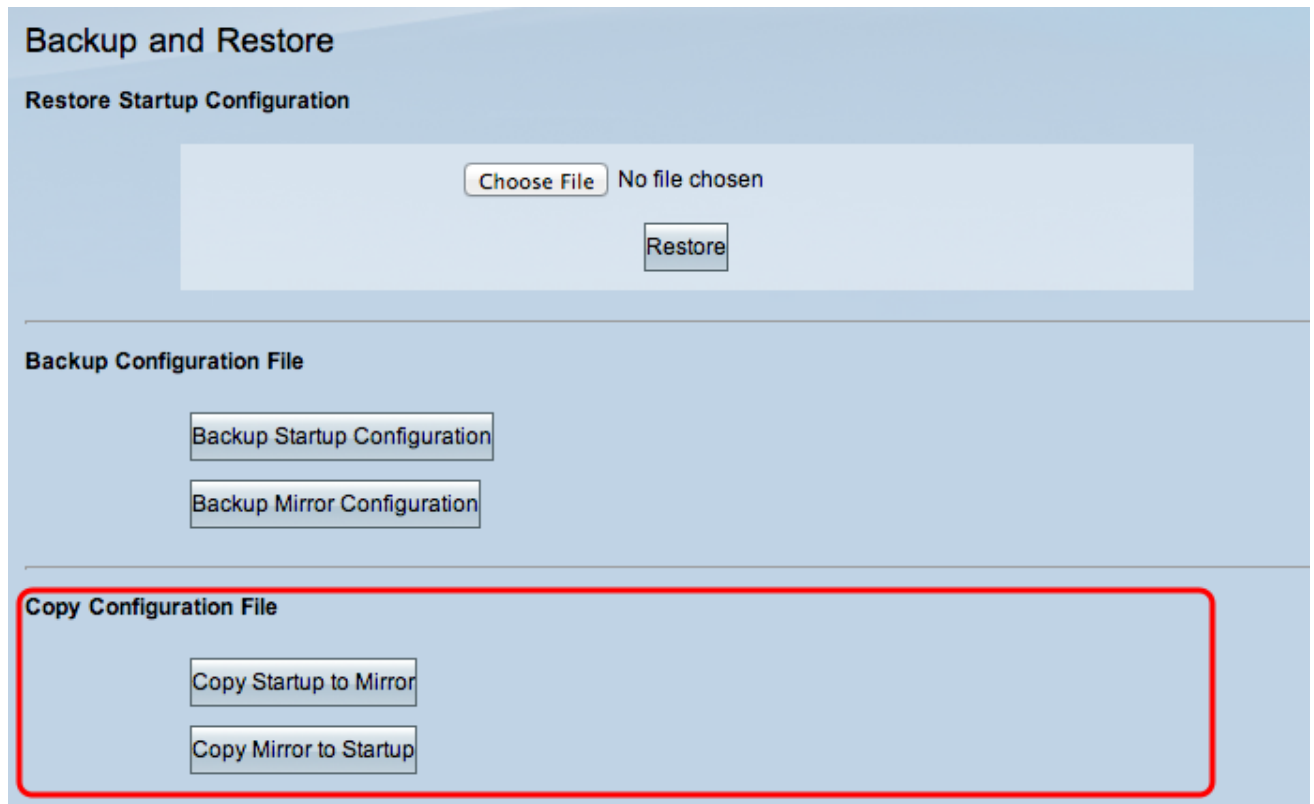 Backup and Restore
Restore Startup Configuration
Choose File No file chosen
Restore
Backup Configuration File
Backup Startup Configuration
Backup Mirror Configuration
Copy Configuration File
Copy Startup to Mirror
Copy Mirror to Startup